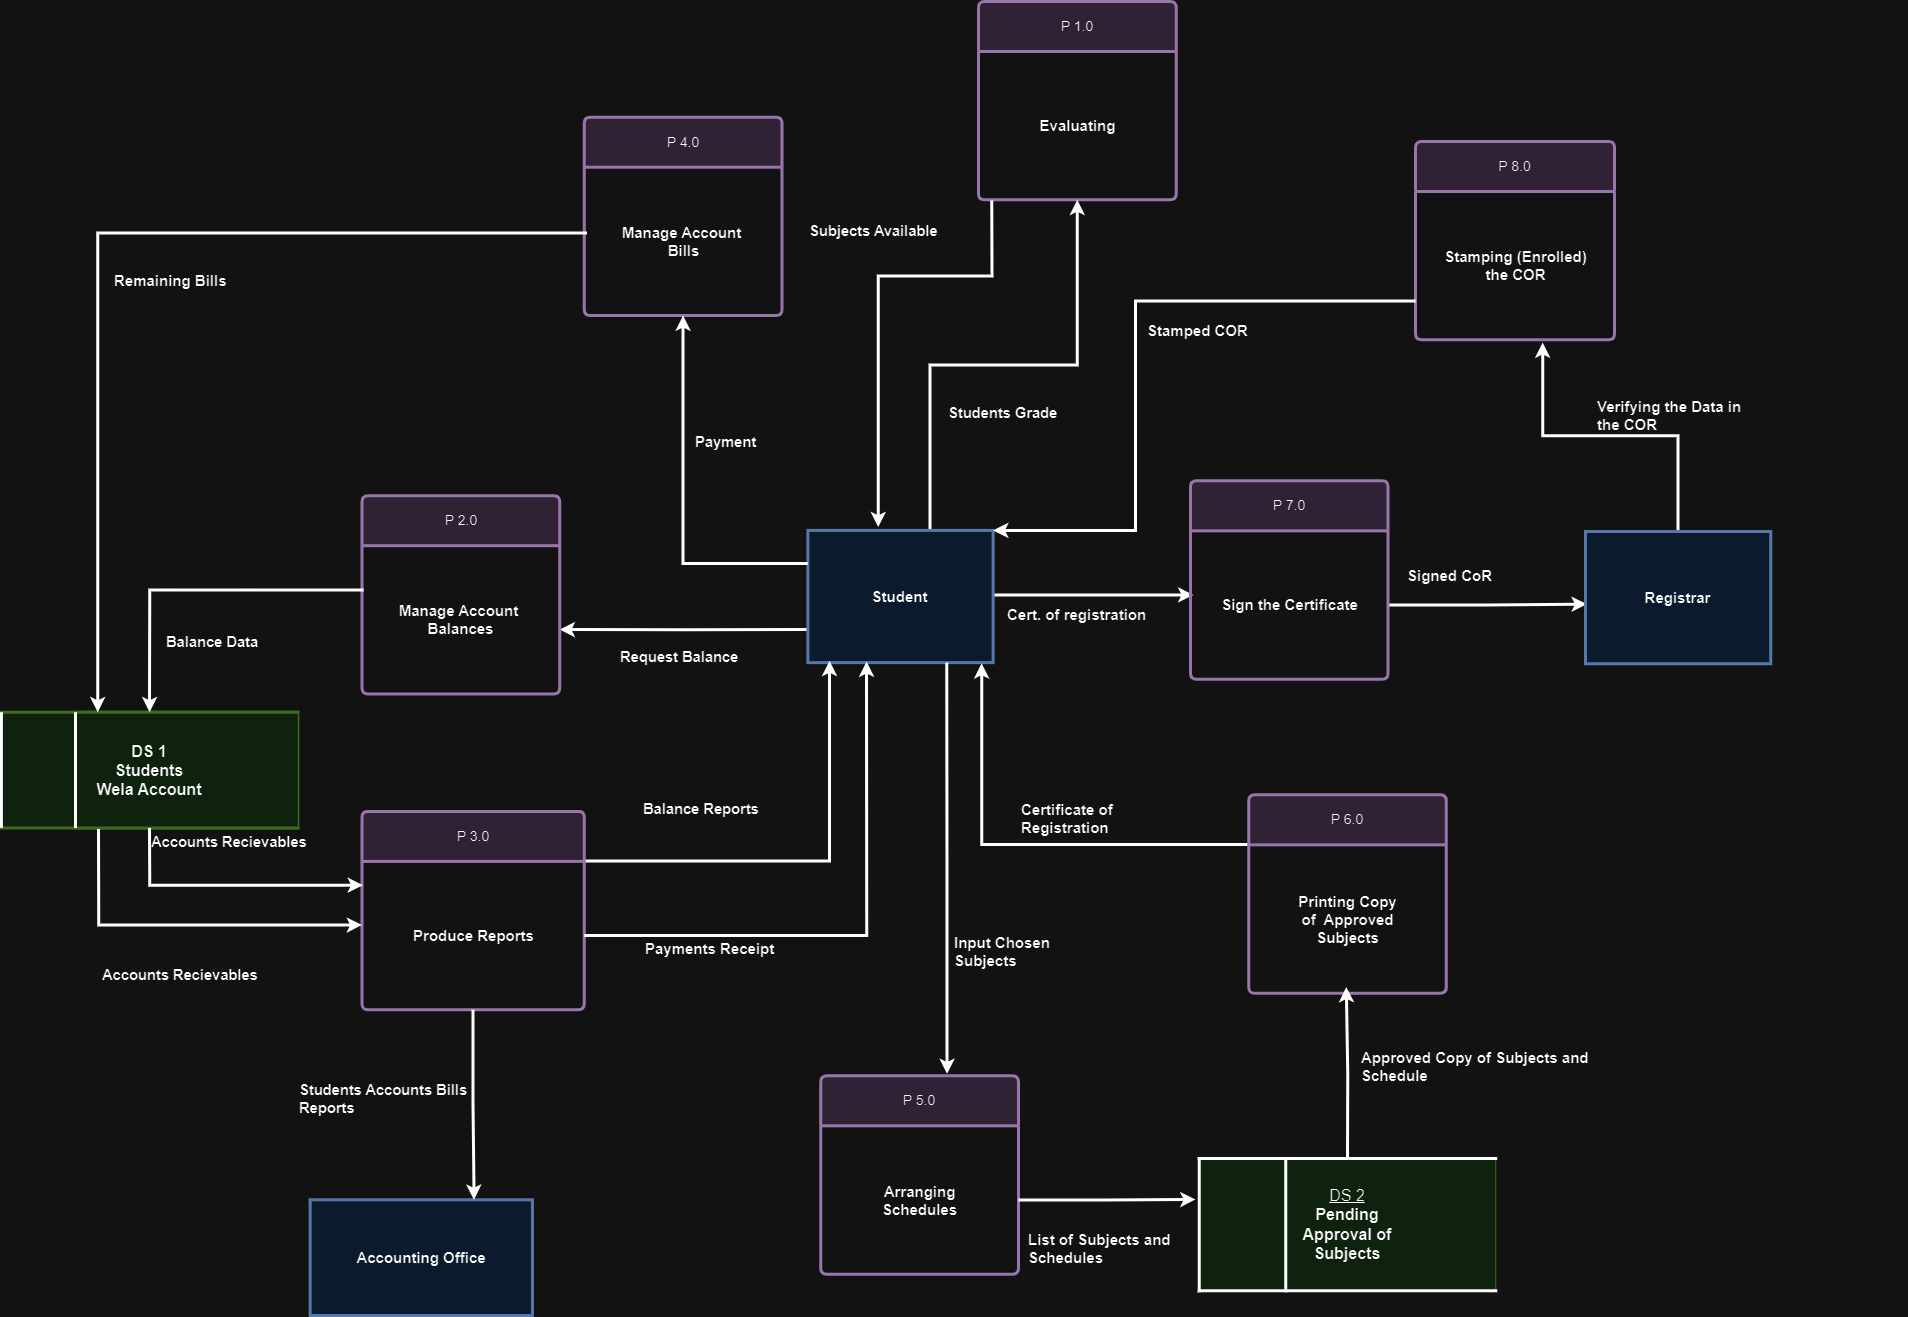 P 1.0
Evaluating
P 4.0
Manage Account
Bills
P 8.0
Stamping (Enrolled)
the COR
Subjects Available
Remaining Bills
Stamped COR
Students Grade
Verifying the Data in
the COR
Payment
P 2.0
Manage Account
Balances
P 7.0
Sign the Certificate
Signed CoR
Registrar
Student
Cert. of registration
Request Balance
Balance Data
DS 1
Students
Wela Account
Accounts Recievables
Balance Reports
P 3.0
Produce Reports
Certificate of
Registration
P 6.0
Printing Copy
of  Approved
Subjects
Payments Receipt
Input Chosen
Subjects
Accounts Recievables
Approved Copy of Subjects and
Schedule
Students Accounts Bills
Reports
P 5.0
Arranging
Schedules
DS 2
Pending
Approval of
Subjects
List of Subjects and
Schedules
Accounting Office